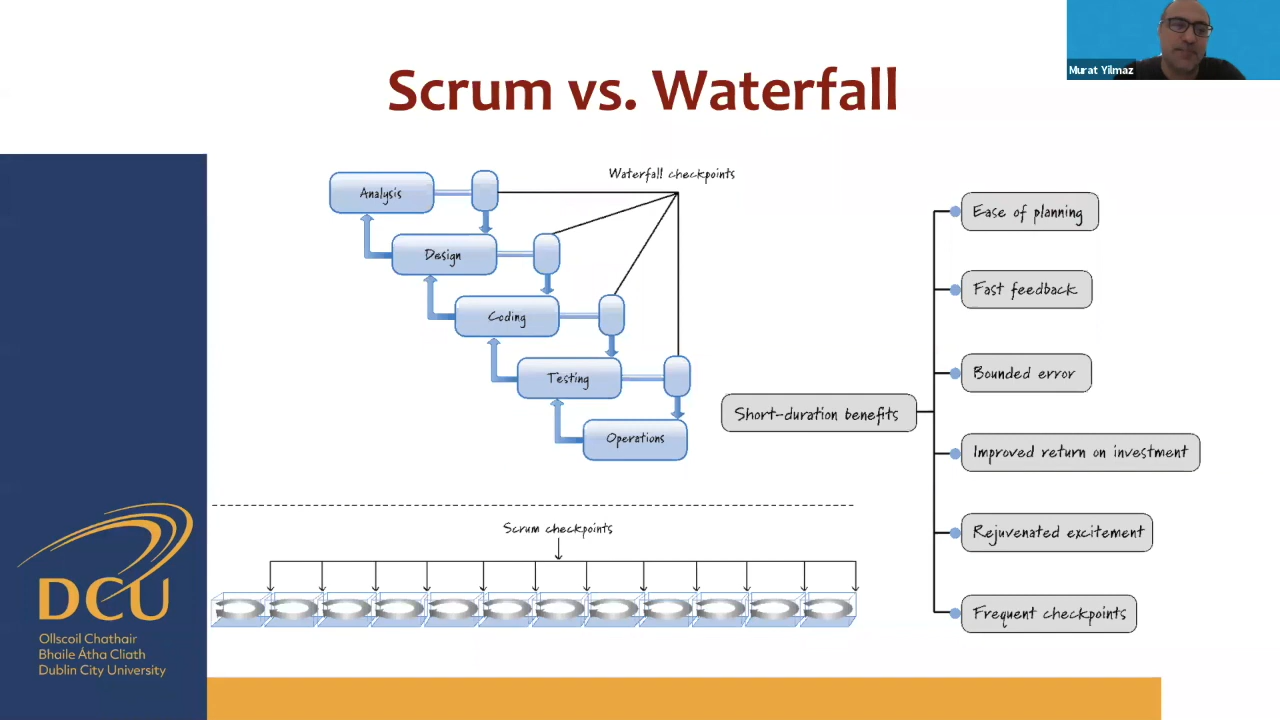 Murat Yilmaz
Scrum vs. Waterfall
Waterfall checkpoints
Analysis
Design
Coding
Testing
Operations
Short-duration benefits
Ease of planning
Fast feedback
Bounded error
Improved return on investment
Rejuvenated excitement
Frequent checkpoints
Scrum checkpoints
DCU
Ollscoil Chathair
Bhaile Átha Cliath
Dublin City University